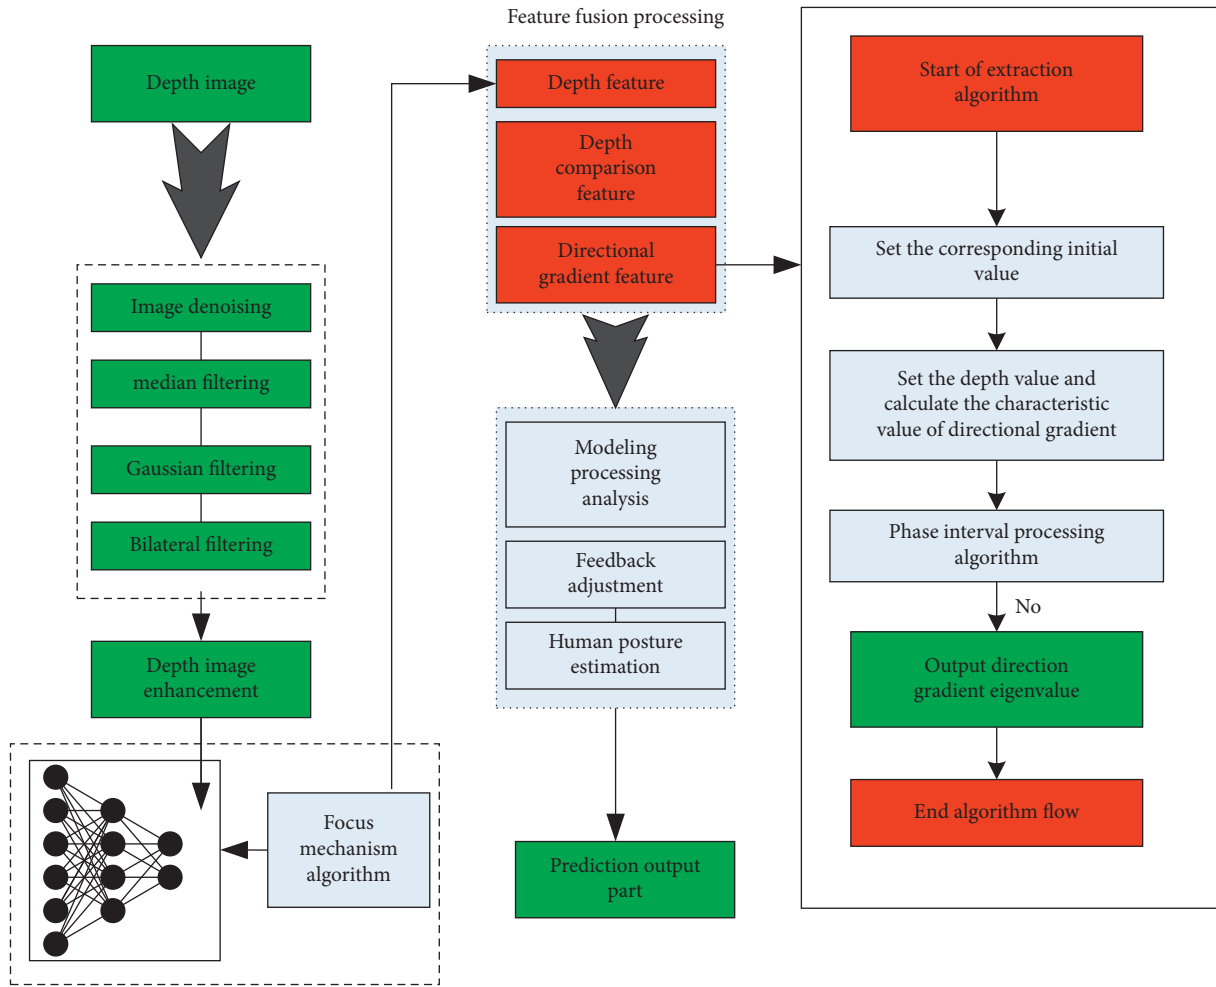 Depth image
Image denoising
median filtering
Gaussian filtering
Bilateral filtering
Depth image
enhancement
Focus
mechanism
algorithm
Feature fusion processing
Depth feature
Depth
comparison
feature
Directional
gradient feature
Modeling
processing
analysis
Feedback
adjustment
Human posture
estimation
Prediction output
part
Start of extraction
algorithm
Set the corresponding initial
value
Set the depth value and
calculate the characteristic
value of directional gradient
Phase interval processing
algorithm
No
Output direction
gradient eigenvalue
End algorithm flow